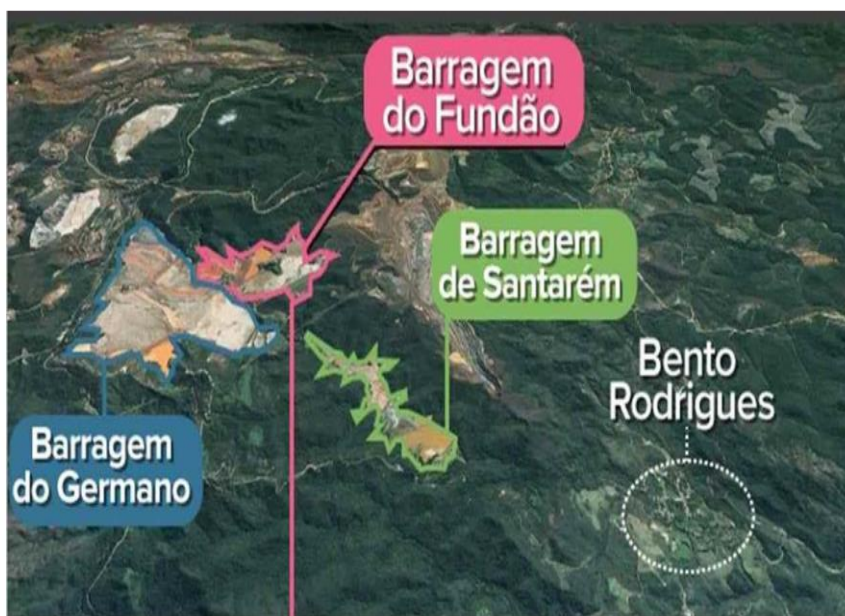 Barragem
do Fundão
Barragem
de Santarém
Bento
Rodrigues
Barragem
do Germano